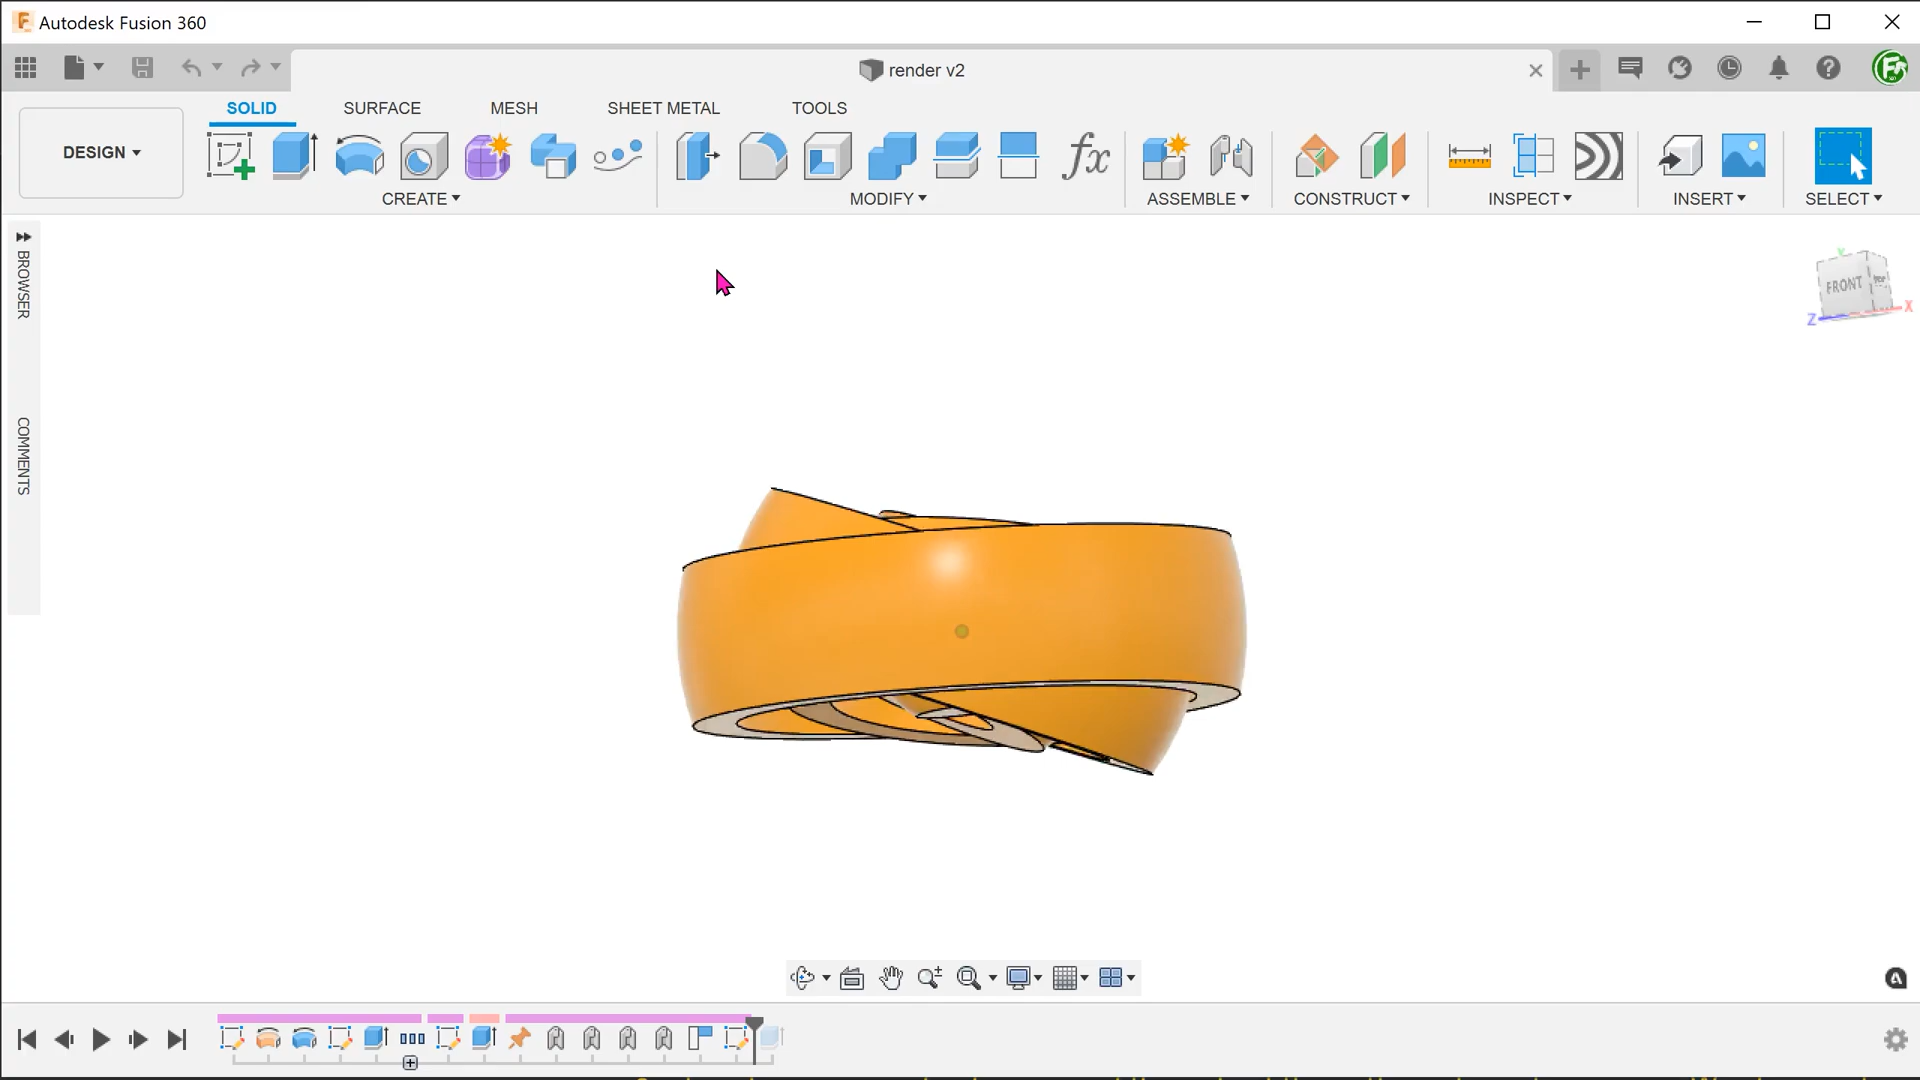 Autodesk Fusion 360
render v2
SOLID
SURFACE
MESH
SHEET METAL
TOOLS
DESIGN
CREATE
MODIFY
ASSEMBLE
CONSTRUCT
INSPECT
INSERT
SELECT
BROWSER
COMMENTS
FRONT
Z
X